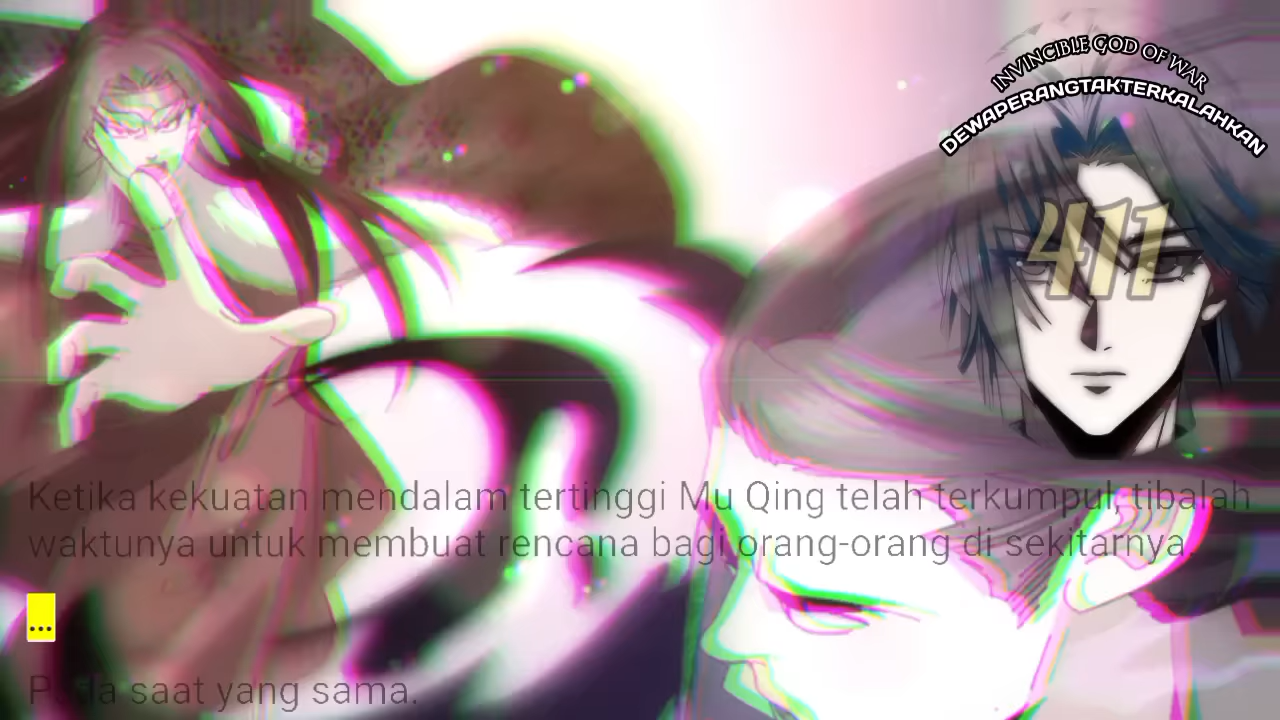 INVINCIBLE GOD OF WAR
DEWAPERANGTAKTERKALAHKAN
411
Ketika kekuatan mendalam tertinggi Mu Qing telah terkumpul, tibalah
waktunya untuk membuat rencana bagi orang-orang di sekitarnya.
...
Pada saat yang sama.